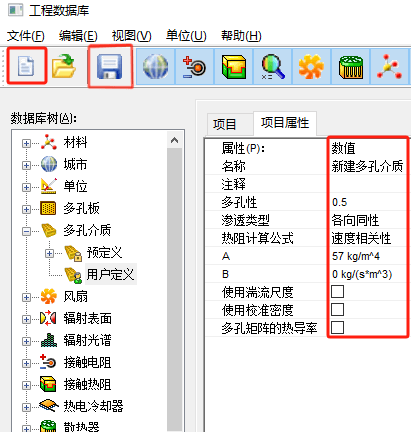 工程数据库
文件(F) 编辑(E) 视图(V) 单位(U) 帮助(H)
数据库树(A):
材料
城市
单位
多孔板
多孔介质
预定义
用户定义
风扇
辐射表面
辐射光谱
接触电阻
接触热阻
热电冷却器
散热器
项目 项目属性
属性(P): 数值
名称 新建多孔介质
注释
多孔性 0.5
渗透类型 各向同性
热阻计算公式 速度相关性
A 57 kg/m^4
B 0 kg/(s*m^3)
使用湍流尺度
使用校准密度
多孔矩阵的热导率